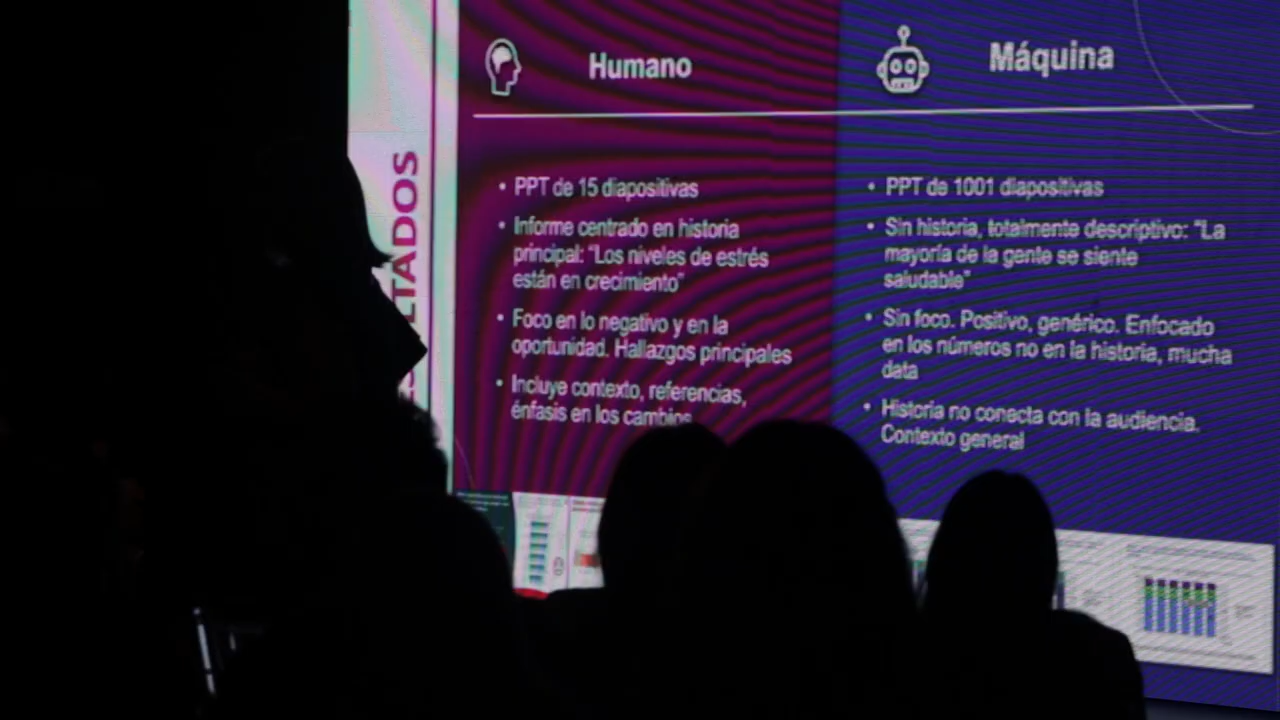 Humano
PPT de 15 diapositivas
Informe centrado en historia
principal: “Los niveles de estrés
están en crecimiento”
Foco en lo negativo y en la
oportunidad. Hallazgos principales
Incluye contexto, referencias,
énfasis en los cambios
Máquina
PPT de 1001 diapositivas
Sin historia, totalmente descriptivo: “La
mayoría de la gente se siente
saludable”
Sin foco. Positivo, genérico. Enfocado
en los números no en la historia, mucha
data
Historia no conecta con la audiencia.
Contexto general
LTADOS